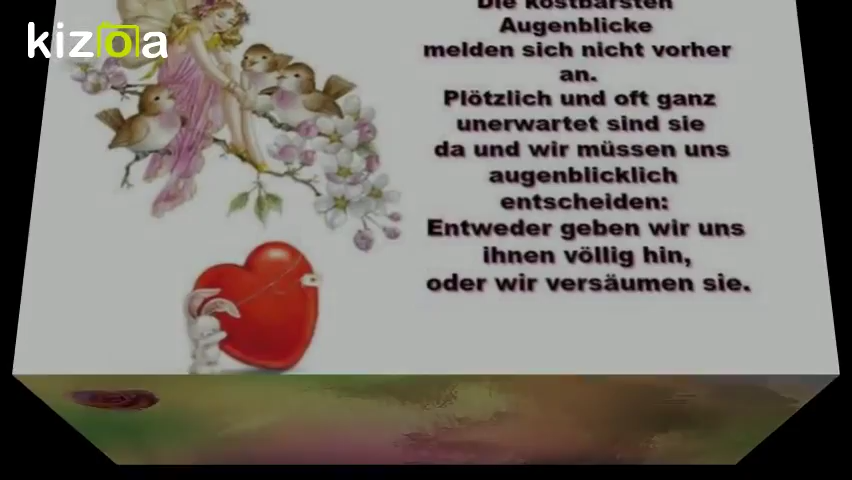 kizoa
Die kostbarsten
Augenblicke
melden sich nicht vorher
an.
Plötzlich und oft ganz
unerwartet sind sie
da und wir müssen uns
augenblicklich
entscheiden:
Entweder geben wir uns
ihnen völlig hin,
oder wir versäumen sie.